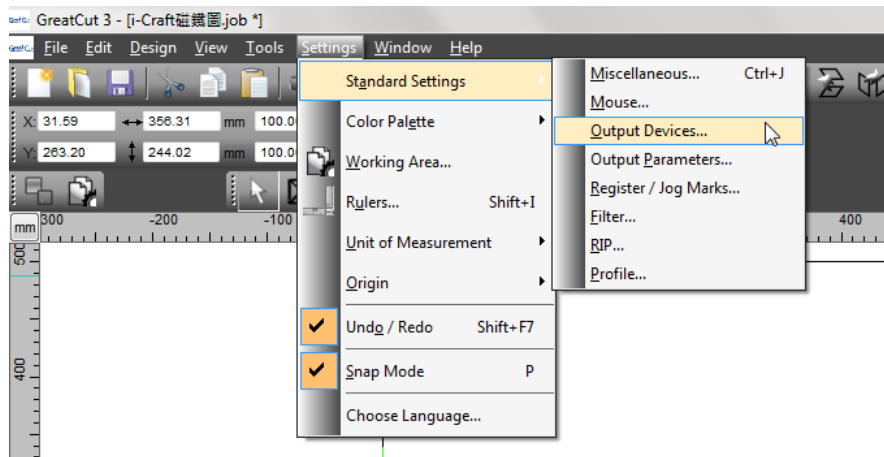 GreatCut 3 - [i-Craft磁鐵圖.job *]
File Edit Design View Tools Settings Window Help
X: 31.59 356.31 mm 100.0
Y: 263.20 244.02 mm 100.0
Standard Settings
Color Palette
Working Area...
Rulers... Shift+I
Unit of Measurement
Origin
Undo / Redo Shift+F7
Snap Mode P
Choose Language...
Miscellaneous... Ctrl+J
Mouse...
Output Devices...
Output Parameters...
Register / Jog Marks...
Filter...
RIP...
Profile...
mm 300 -200 -100 400
500
400